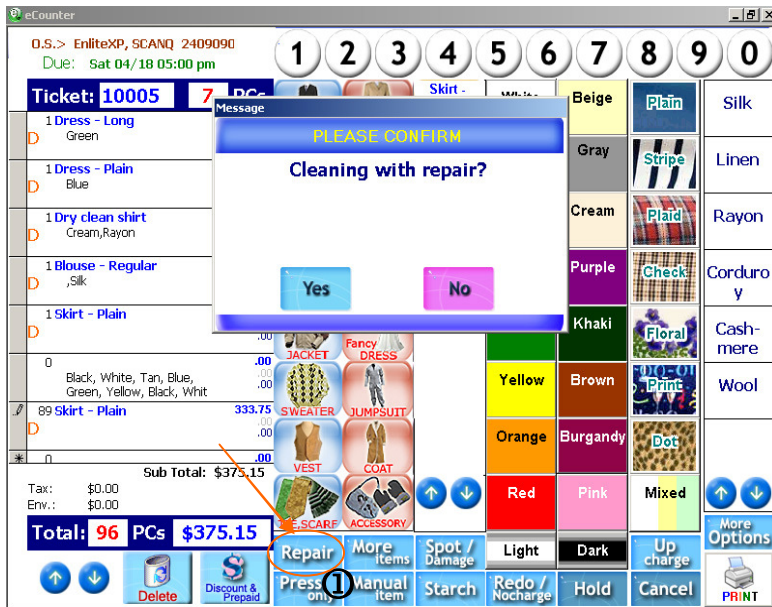 eCounter
O.S.> EnliteXP, SCANQ 2409090
Due: Sat 04/18 05:00 pm
1 2 3 4 5 6 7 8 9 0
Ticket: 10005 7 PCs
1 Dress - Long
D Green
1 Dress - Plain
D Blue
1 Dry clean shirt
D Cream,Rayon
1 Blouse - Regular
D ,Silk
1 Skirt - Plain
D
.00
0 .00
Black, White, Tan, Blue, .00
Green, Yellow, Black, Whit .00
89 Skirt - Plain 333.75
D .00
.00
* 0 .00
Sub Total: $375.15
Tax: $0.00
Env.: $0.00
Total: 96 PCs $375.15
Delete
Discount & Prepaid
Message
PLEASE CONFIRM
Cleaning with repair?
Yes No
Skirt -
White
Beige
Plain
Silk
Gray
Stripe
Linen
Cream
Plaid
Rayon
Purple
Check
Corduro
y
Khaki
Floral
Cash-
mere
JACKET
Fancy
DRESS
Yellow
Brown
Print
Wool
SWEATER
JUMPSUIT
Orange
Burgandy
Dot
VEST
COAT
Red
Pink
Mixed
ACCESSORY
Repair
More
items
Spot /
Damage
Light
Dark
Up
charge
More
Options
Press
only
1
Manual
Item
Starch
Redo /
Nocharge
Hold
Cancel
PRINT